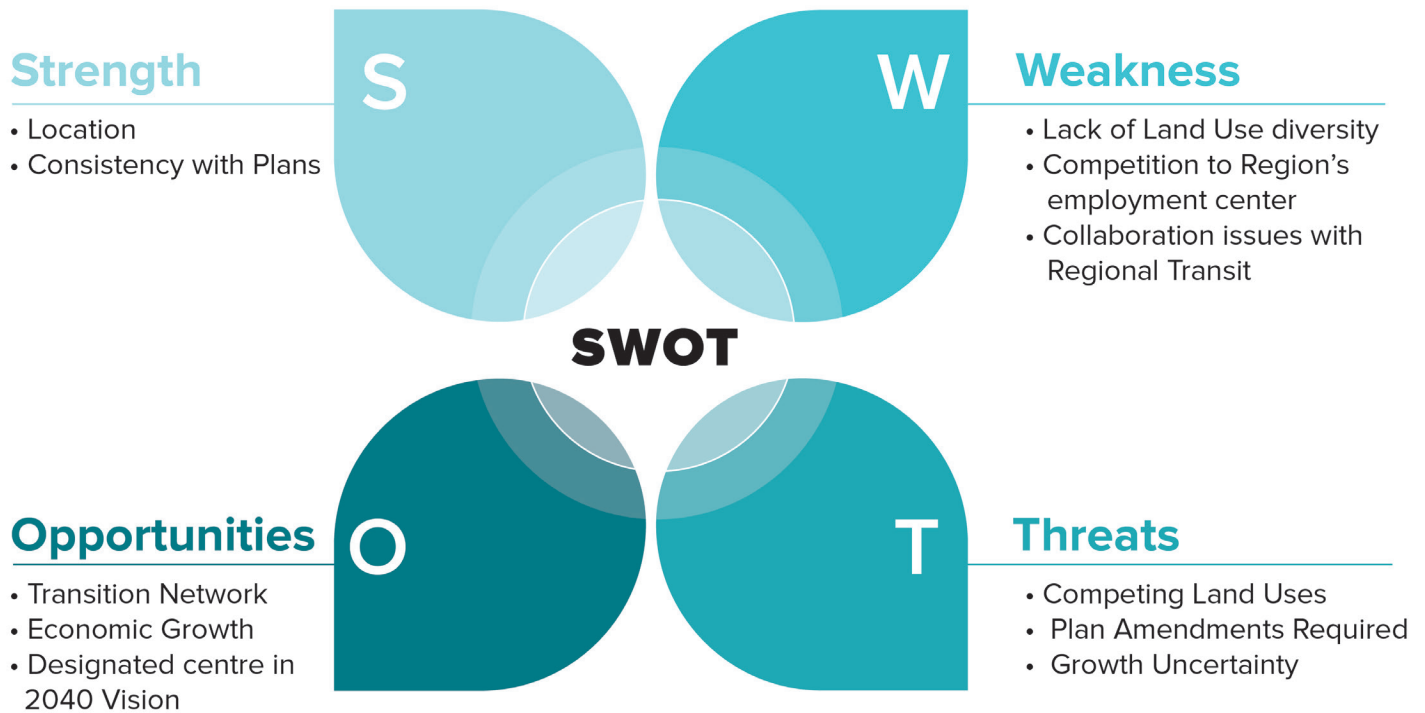 Strength
• Location
• Consistency with Plans
S
W
Weakness
• Lack of Land Use diversity
• Competition to Region’s
employment center
• Collaboration issues with
Regional Transit
SWOT
Opportunities
• Transition Network
• Economic Growth
• Designated centre in
2040 Vision
O
T
Threats
• Competing Land Uses
• Plan Amendments Required
• Growth Uncertainty